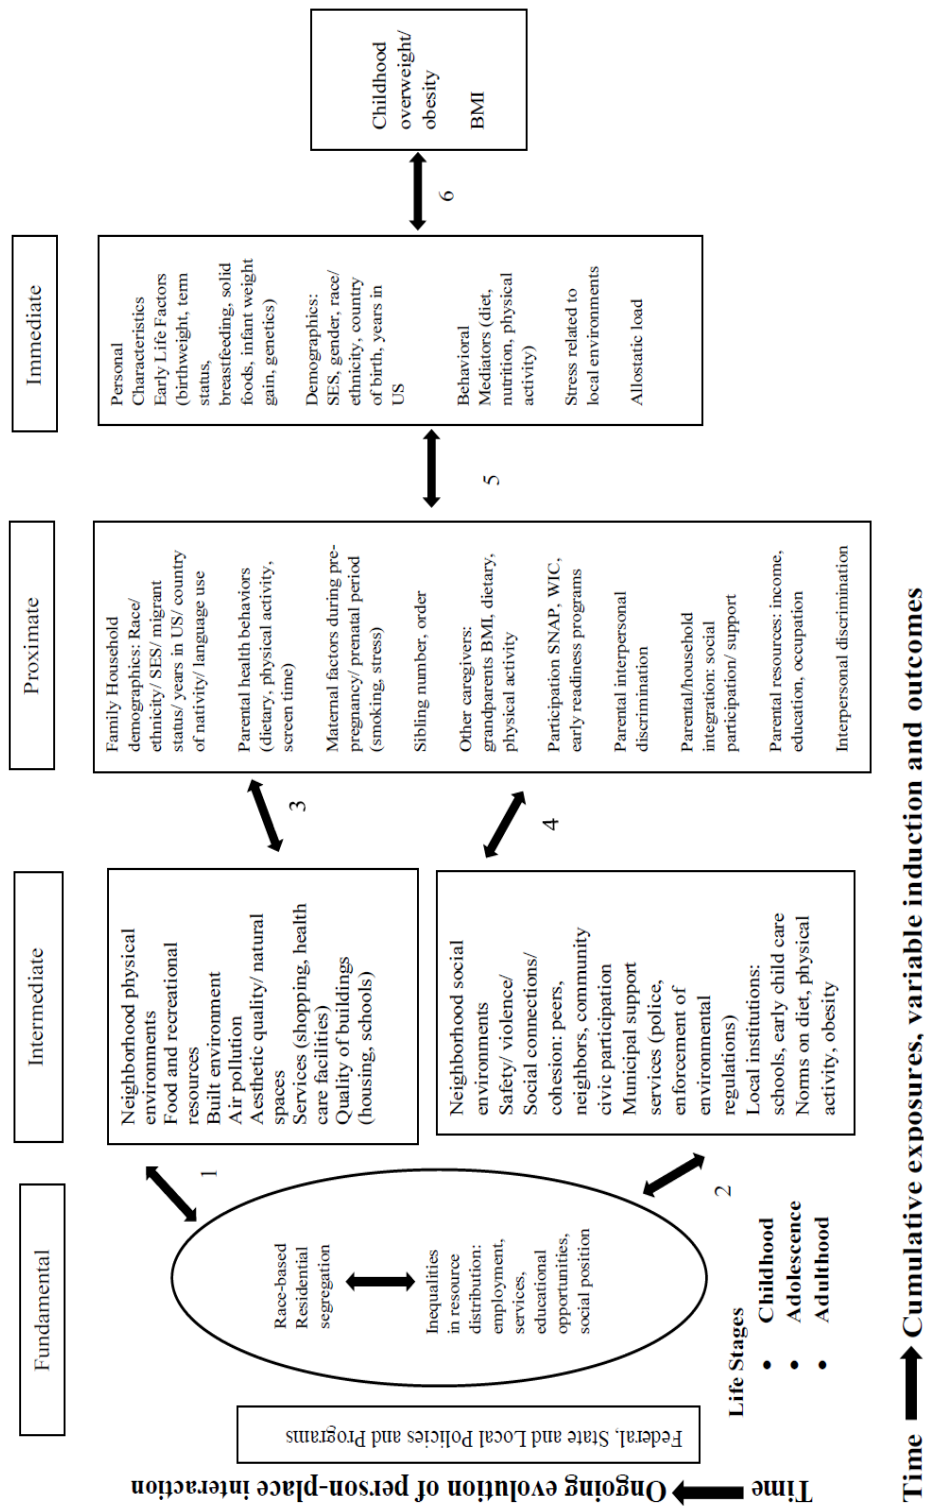 Fundamental
Intermediate
Proximate
Immediate
Time
Ongoing evolution of person-place interaction
Federal, State and Local Policies and Programs
Race-based
Residential
segregation
Inequalities
in resource
distribution:
employment,
services,
educational
opportunities,
social position
Life Stages
• Childhood
• Adolescence
• Adulthood
1
2
Neighborhood physical
environments
Food and recreational
resources
Built environment
Air pollution
Aesthetic quality/ natural
spaces
Services (shopping, health
care facilities)
Quality of buildings
(housing, schools)
Neighborhood social
environments
Safety/ violence/
Social connections/
cohesion: peers,
neighbors, community
civic participation
Municipal support
services (police,
enforcement of
environmental
regulations)
Local institutions:
schools, early child care
Norms on diet, physical
activity, obesity
3
4
Family Household
demographics: Race/
ethnicity/ SES/ migrant
status/ years in US/ country
of nativity/ language use
Parental health behaviors
(dietary, physical activity,
screen time)
Maternal factors during pre-
pregnancy/ prenatal period
(smoking, stress)
Sibling number, order
Other caregivers:
grandparents BMI, dietary,
physical activity
Participation SNAP, WIC,
early readiness programs
Parental interpersonal
discrimination
Parental/household
integration: social
participation/ support
Parental resources: income,
education, occupation
Interpersonal discrimination
5
Personal
Characteristics
Early Life Factors
(birthweight, term
status,
breastfeeding, solid
foods, infant weight
gain, genetics)
Demographics:
SES, gender, race/
ethnicity, country
of birth, years in
US
Behavioral
Mediators (diet,
nutrition, physical
activity)
Stress related to
local environments
Allostatic load
6
Childhood
overweight/
obesity
BMI
Time
Cumulative exposures, variable induction and outcomes